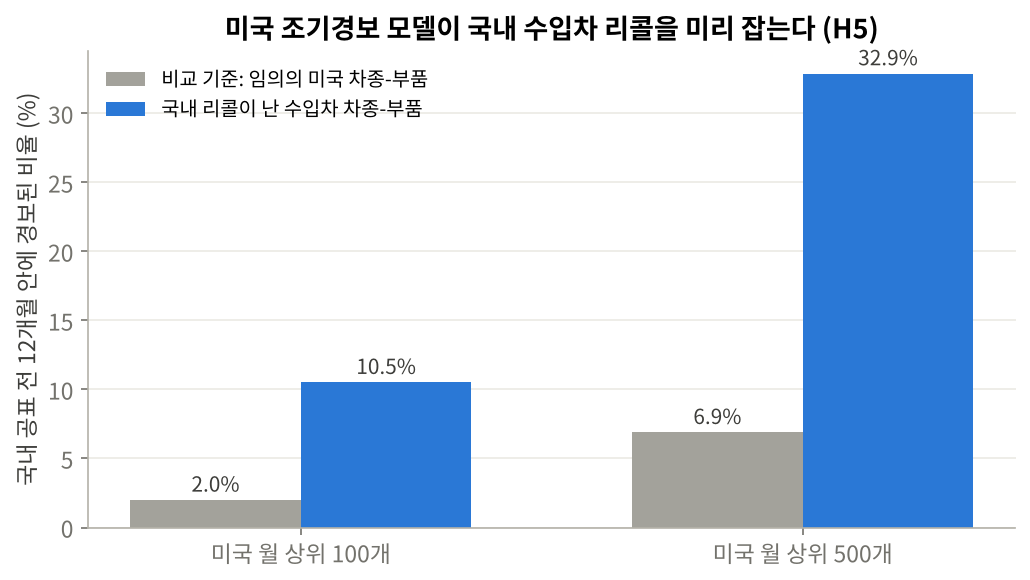 미국 조기경보 모델이 국내 수입차 리콜을 미리 잡는다 (H5)
비교 기준: 임의의 미국 차종-부품
국내 리콜이 난 수입차 차종-부품
국내 공표 전 12개월 안에 경보된 비율 (%)
30
25
20
15
10
5
0
2.0%
10.5%
6.9%
32.9%
미국 월 상위 100개
미국 월 상위 500개